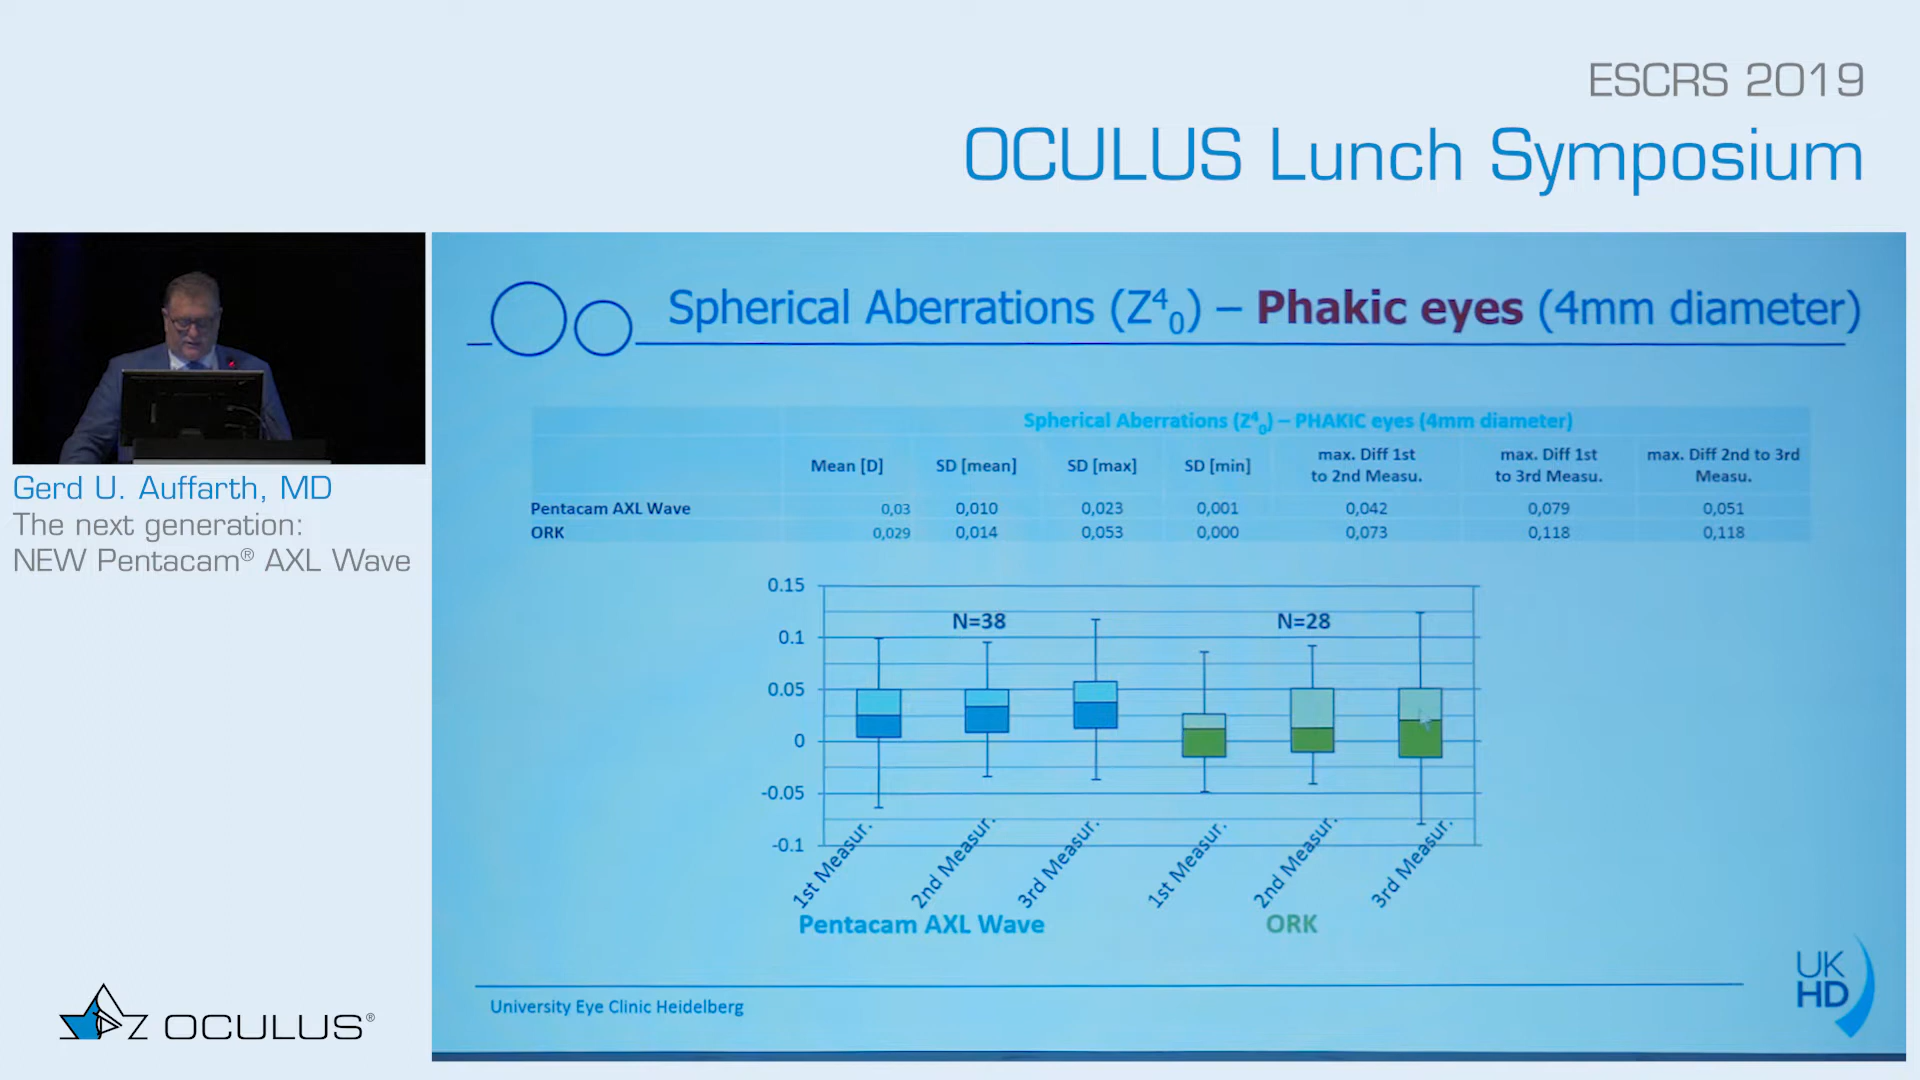 ESCRS 2019
OCULUS Lunch Symposium
Gerd U. Auffarth, MD
The next generation:
NEW Pentacam® AXL Wave
OCULUS®
Spherical Aberrations (Z⁴₀) – Phakic eyes (4mm diameter)
Spherical Aberrations (Z⁴₀) – PHAKIC eyes (4mm diameter)
Mean [D] SD [mean] SD [max] SD [min] max. Diff 1st to 2nd Measu. max. Diff 1st to 3rd Measu. max. Diff 2nd to 3rd Measu.
Pentacam AXL Wave 0,03 0,010 0,023 0,001 0,042 0,079 0,051
ORK 0,029 0,014 0,053 0,000 0,073 0,118 0,118
0.15
0.1
0.05
0
-0.05
-0.1
N=38 N=28
1st Measur. 2nd Measur. 3rd Measur. 1st Measur. 2nd Measur. 3rd Measur.
Pentacam AXL Wave ORK
University Eye Clinic Heidelberg
UK
HD